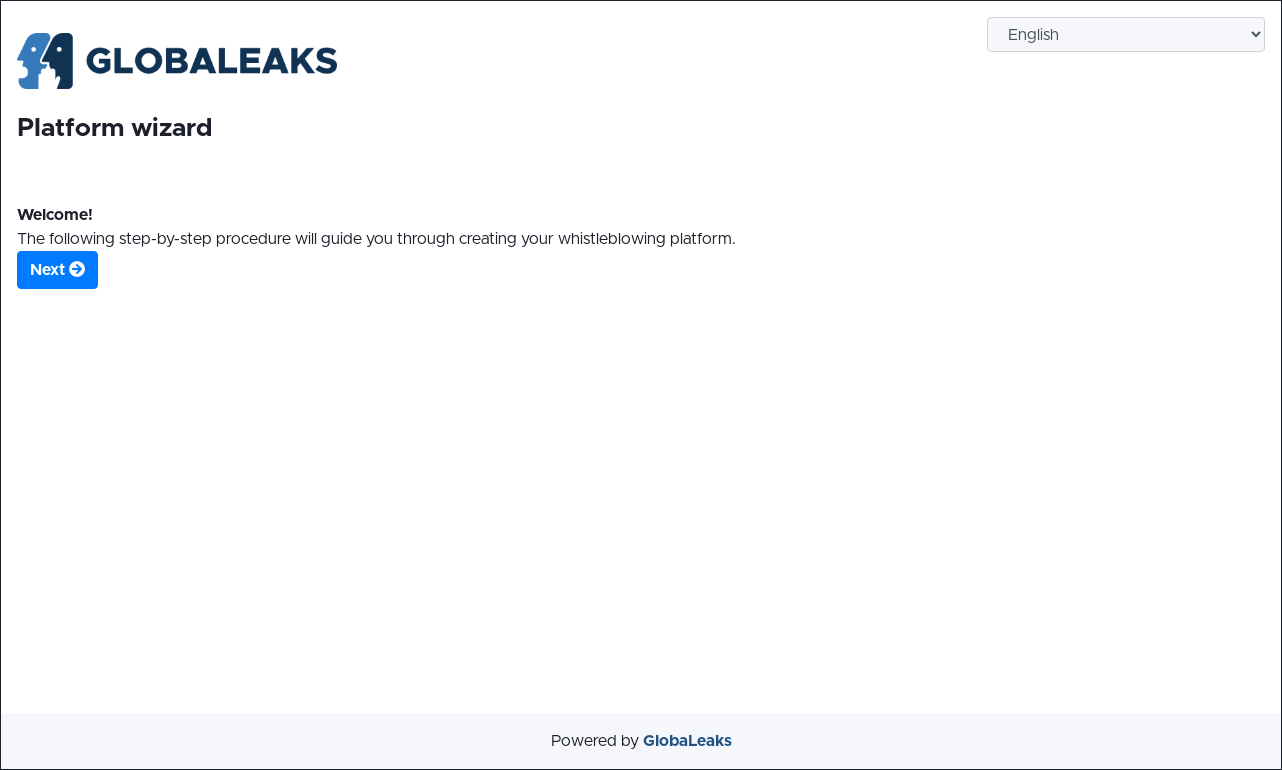 English
GLOBALEAKS
Platform wizard
Welcome!
The following step-by-step procedure will guide you through creating your whistleblowing platform.
Next
Powered by GlobaLeaks